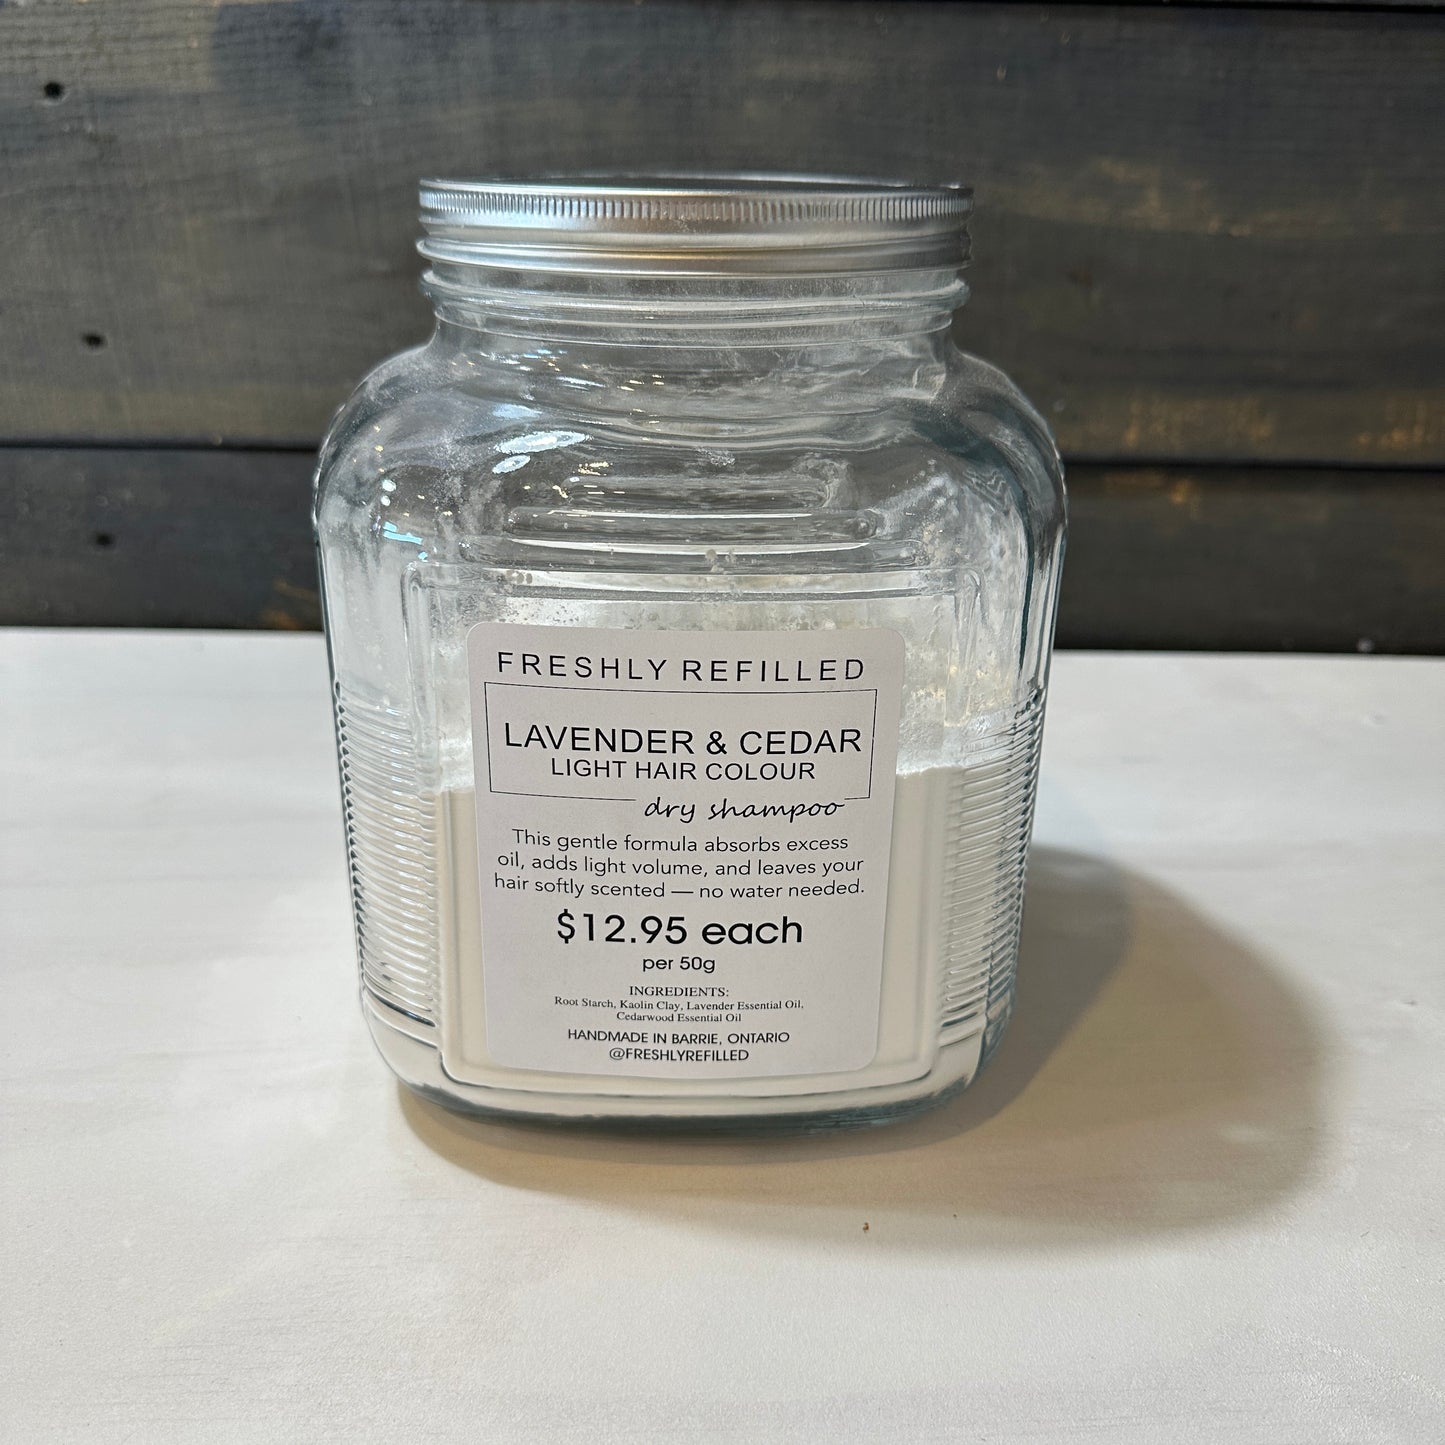 FRESHLY REFILLED
LAVENDER & CEDAR
LIGHT HAIR COLOUR
dry shampoo
This gentle formula absorbs excess
oil, adds light volume, and leaves your
hair softly scented — no water needed.
$12.95 each
per 50g
INGREDIENTS:
Root Starch, Kaolin Clay, Lavender Essential Oil,
Cedarwood Essential Oil
HANDMADE IN BARRIE, ONTARIO
@FRESHLYREFILLED